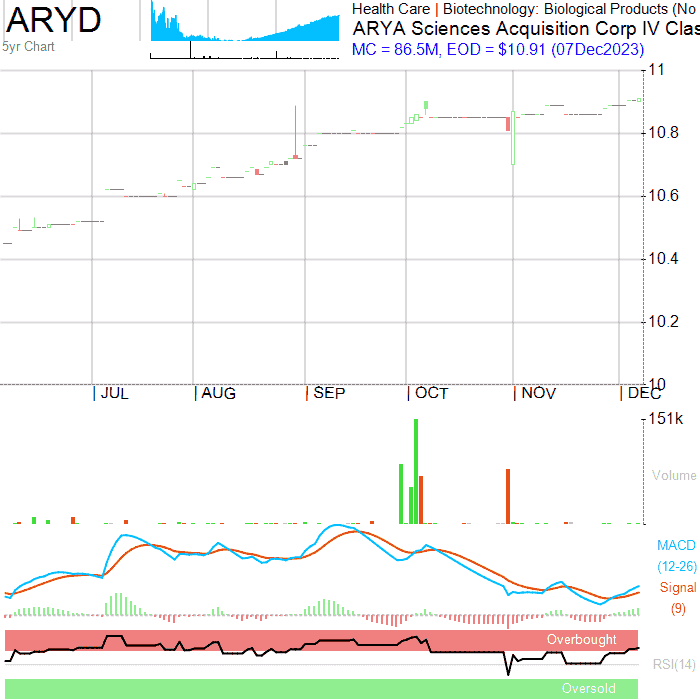 ARYD
5yr Chart
Health Care | Biotechnology: Biological Products (No
ARYA Sciences Acquisition Corp IV Clas
MC = 86.5M, EOD = $10.91 (07Dec2023)
11
10.8
10.6
10.4
10.2
10
| JUL | AUG | SEP | OCT | NOV | DEC
151k
Volume
MACD
(12-26)
Signal
(9)
Overbought
RSI(14)
Oversold